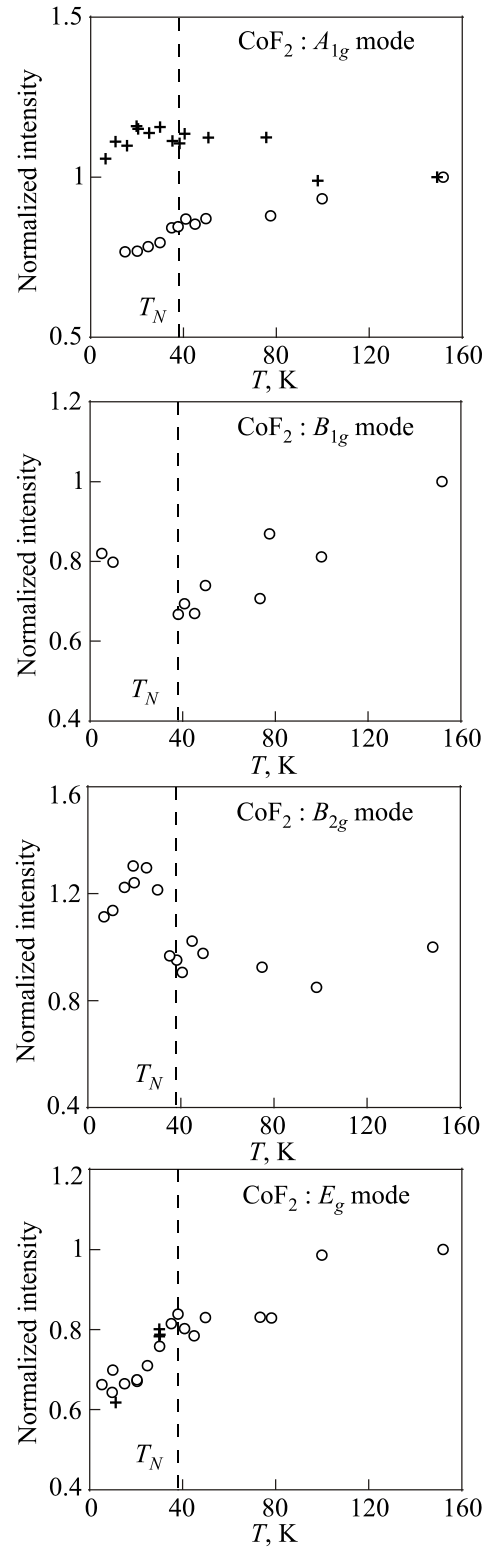 1.5
CoF2 : A1g mode
Normalized intensity
1
TN
0.5
0 40 80 120 160
T, K
1.2
CoF2 : B1g mode
1
Normalized intensity
0.8
0.6
TN
0.4
0 40 80 120 160
T, K
1.6
CoF2 : B2g mode
Normalized intensity
1.2
0.8
TN
0.4
0 40 80 120 160
T, K
1.2
CoF2 : Eg mode
1
Normalized intensity
0.8
0.6
TN
0.4
0 40 80 120 160
T, K